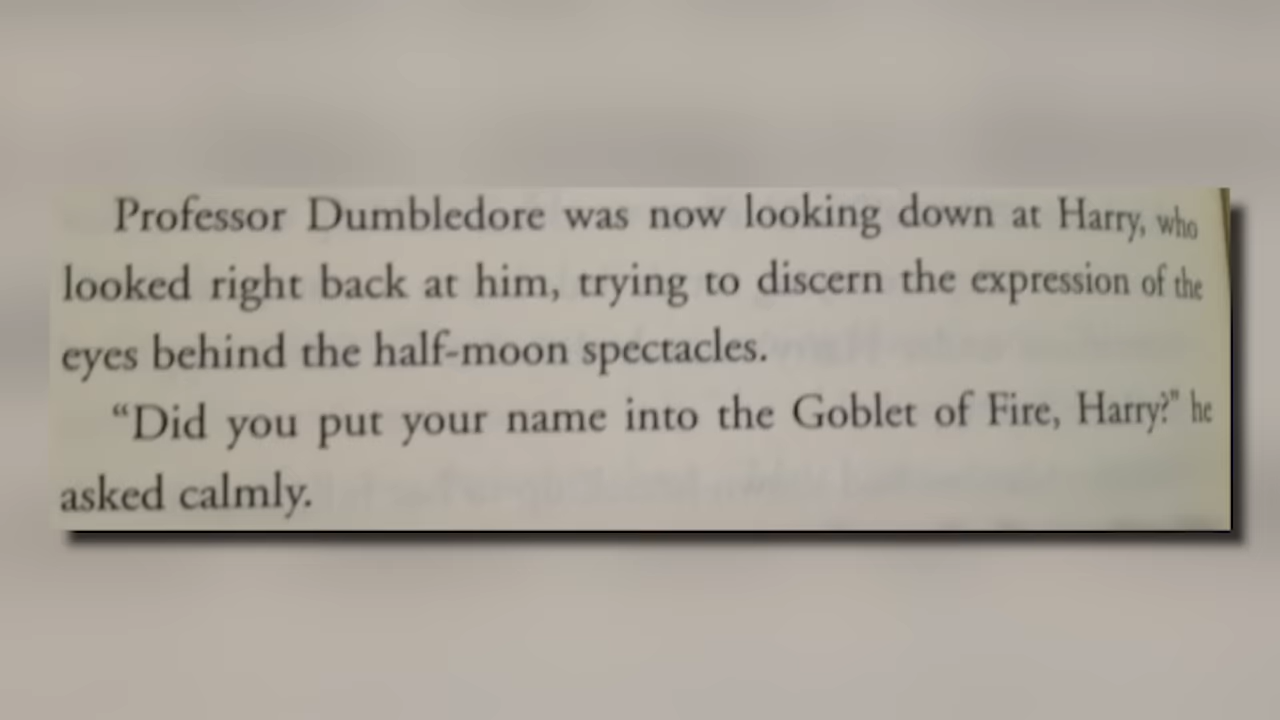 Professor Dumbledore was now looking down at Harry, who
looked right back at him, trying to discern the expression of the
eyes behind the half-moon spectacles.
“Did you put your name into the Goblet of Fire, Harry?” he
asked calmly.